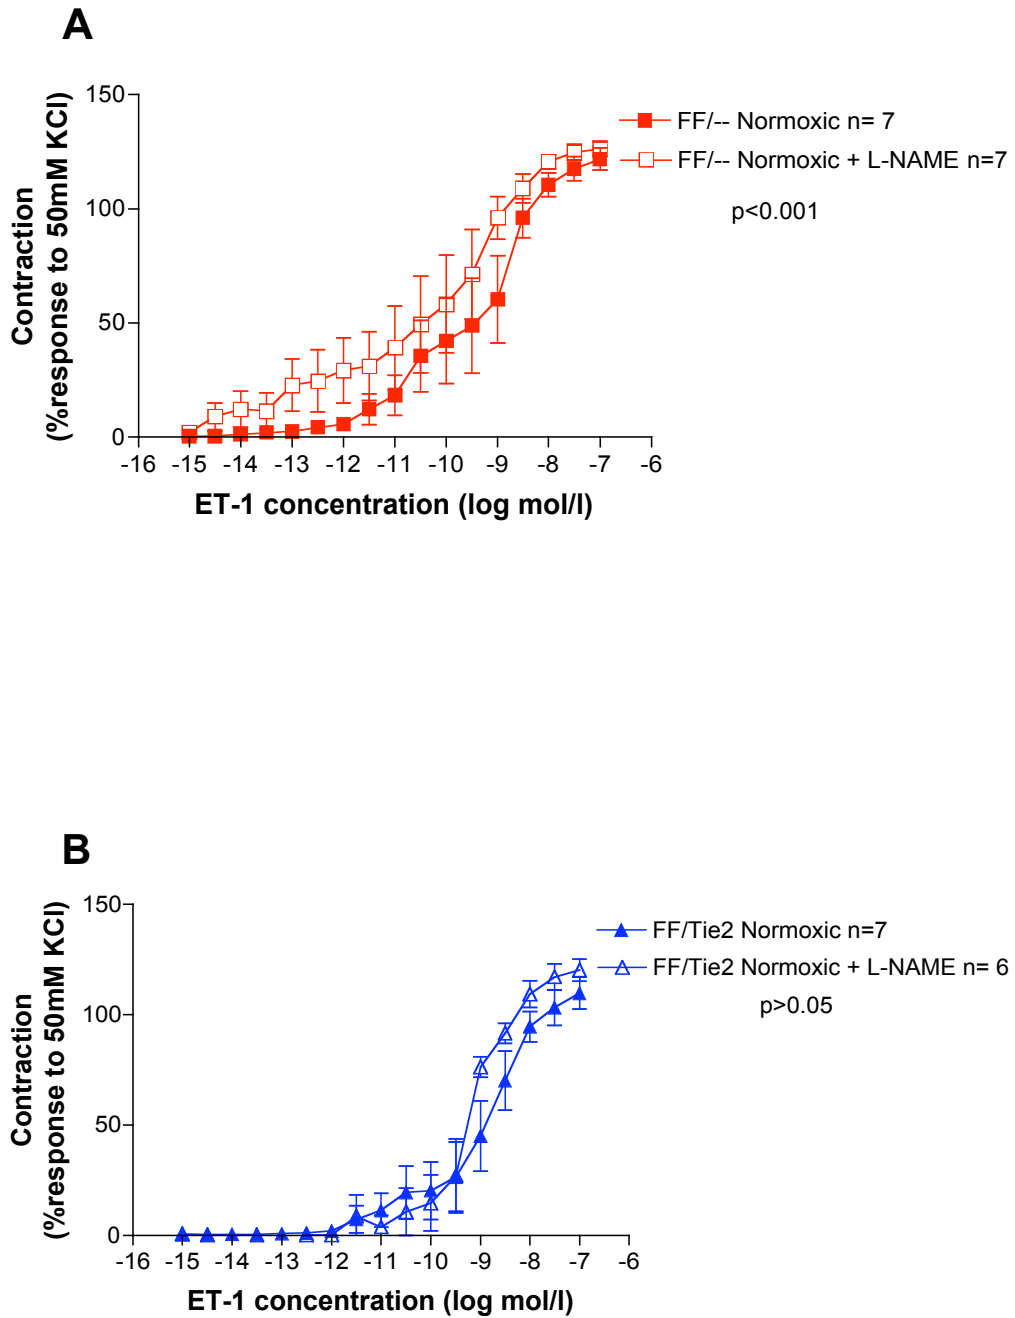 A
Contraction
(%response to 50mM KCl)
150
100
50
0
-16 -15 -14 -13 -12 -11 -10 -9 -8 -7 -6
ET-1 concentration (log mol/l)
FF/-- Normoxic n= 7
FF/-- Normoxic + L-NAME n=7
p<0.001
B
Contraction
(%response to 50mM KCl)
150
100
50
0
-16 -15 -14 -13 -12 -11 -10 -9 -8 -7 -6
ET-1 concentration (log mol/l)
FF/Tie2 Normoxic n=7
FF/Tie2 Normoxic + L-NAME n= 6
p>0.05